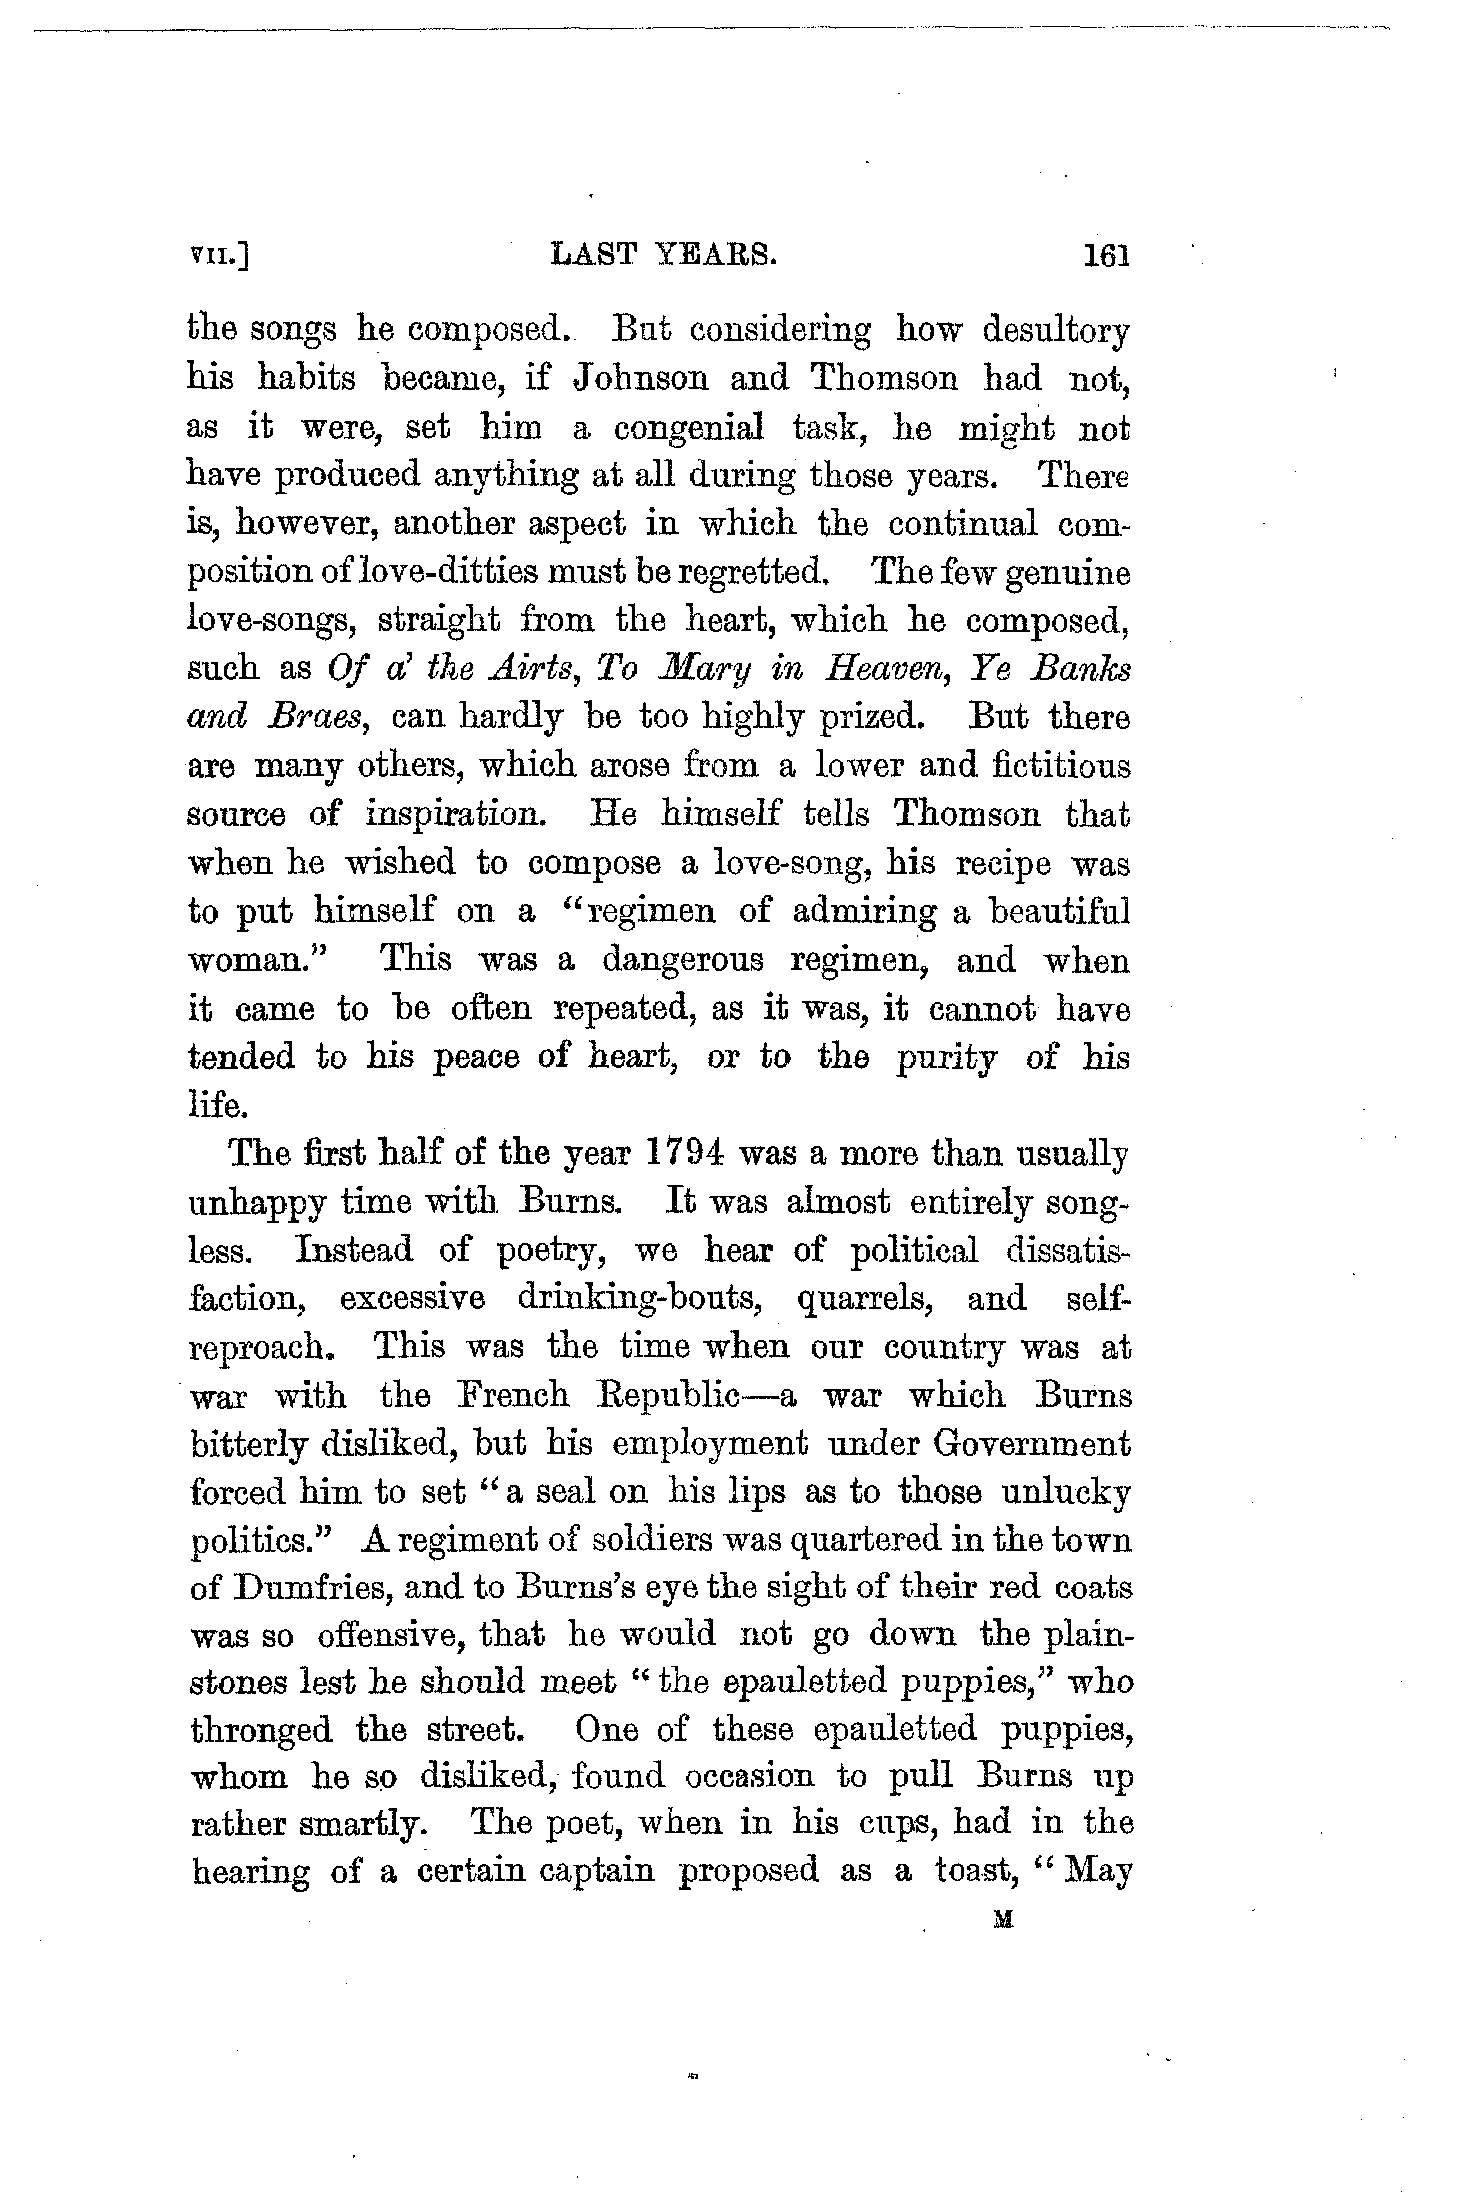 VII.] LAST YEARS. 161
the songs he composed. But considering how desultory
his habits became, if Johnson and Thomson had not,
as it were, set him a congenial task, he might not
have produced anything at all during those years. There
is, however, another aspect in which the continual com-
position of love-ditties must be regretted. The few genuine
love-songs, straight from the heart, which he composed,
such as Of a' the Airts, To Mary in Heaven, Ye Banks
and Braes, can hardly be too highly prized. But there
are many others, which arose from a lower and fictitious
source of inspiration. He himself tells Thomson that
when he wished to compose a love-song, his recipe was
to put himself on a "regimen of admiring a beautiful
woman." This was a dangerous regimen, and when
it came to be often repeated, as it was, it cannot have
tended to his peace of heart, or to the purity of his
life.
The first half of the year 1794 was a more than usually
unhappy time with Burns. It was almost entirely song-
less. Instead of poetry, we hear of political dissatis-
faction, excessive drinking-bouts, quarrels, and self-
reproach. This was the time when our country was at
war with the French Republic—a war which Burns
bitterly disliked, but his employment under Government
forced him to set "a seal on his lips as to those unlucky
politics." A regiment of soldiers was quartered in the town
of Dumfries, and to Burns's eye the sight of their red coats
was so offensive, that he would not go down the plain-
stones lest he should meet "the epauletted puppies," who
thronged the street. One of these epauletted puppies,
whom he so disliked, found occasion to pull Burns up
rather smartly. The poet, when in his cups, had in the
hearing of a certain captain proposed as a toast, "May
M